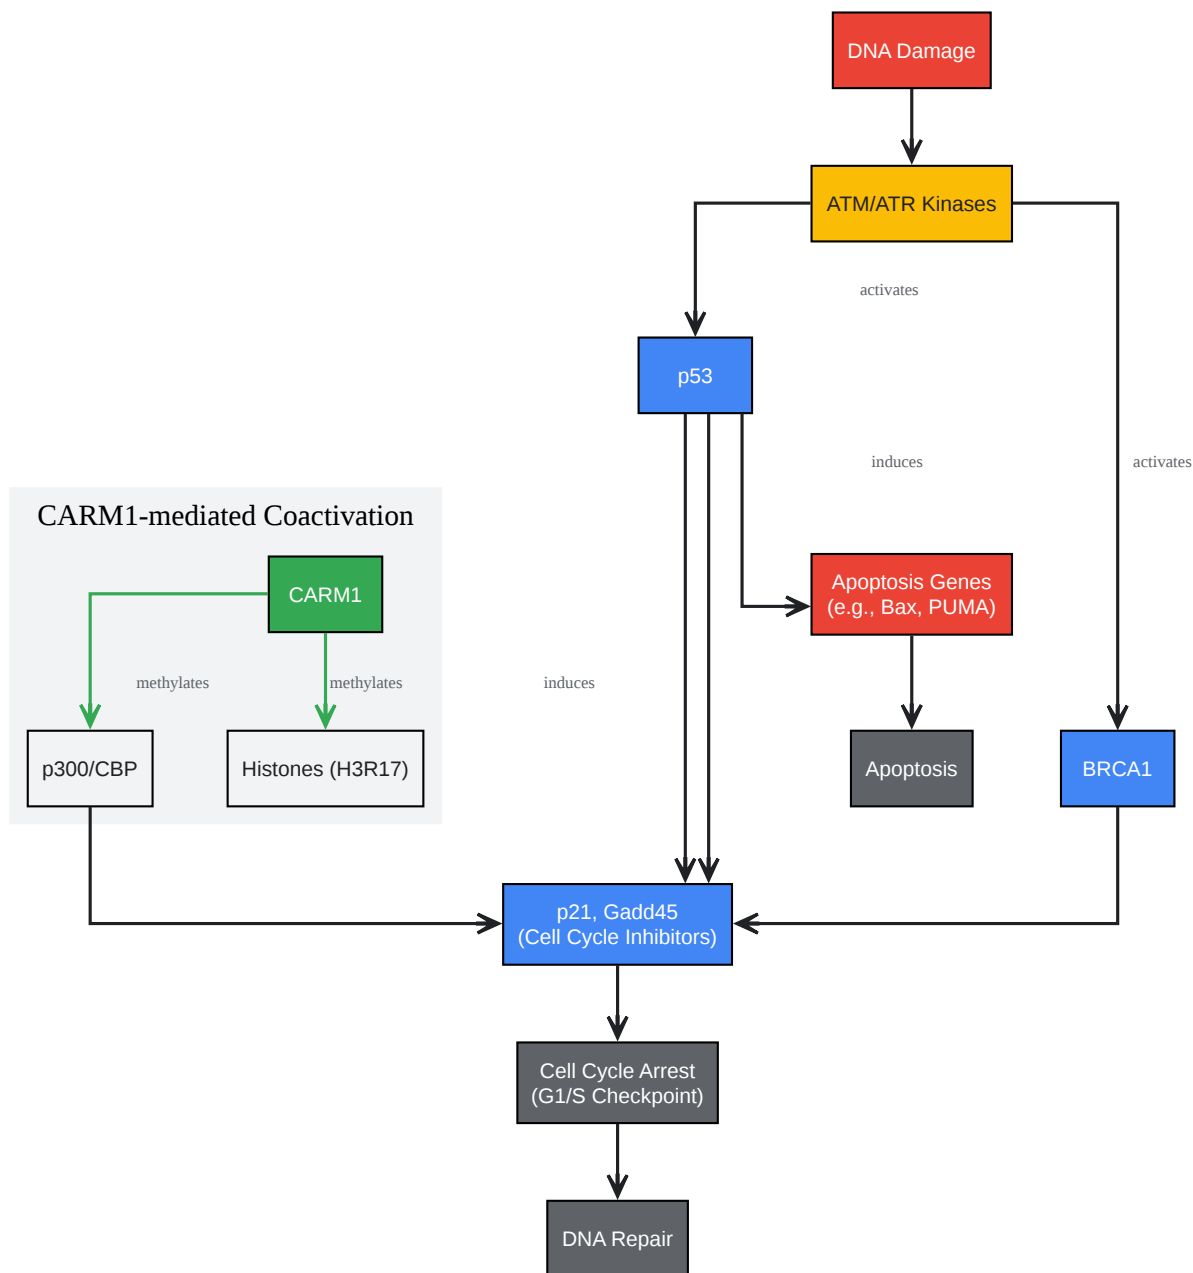 DNA Damage
ATM/ATR Kinases
activates
p53
induces
activates
CARM1-mediated Coactivation
CARM1
Apoptosis Genes
(e.g., Bax, PUMA)
methylates
methylates
induces
p300/CBP
Histones (H3R17)
Apoptosis
BRCA1
p21, Gadd45
(Cell Cycle Inhibitors)
Cell Cycle Arrest
(G1/S Checkpoint)
DNA Repair